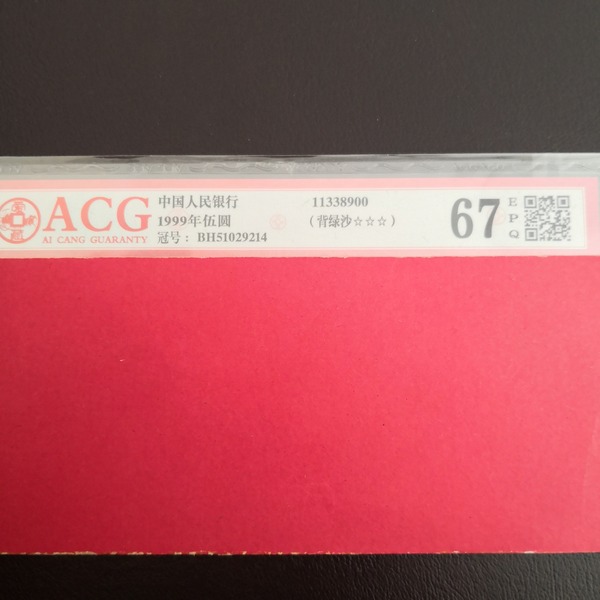 ACG
AI CANG GUARANTY
中国人民银行
1999年伍圆
冠号： BH51029214
11338900
（背绿沙☆☆☆）
67
EPQ